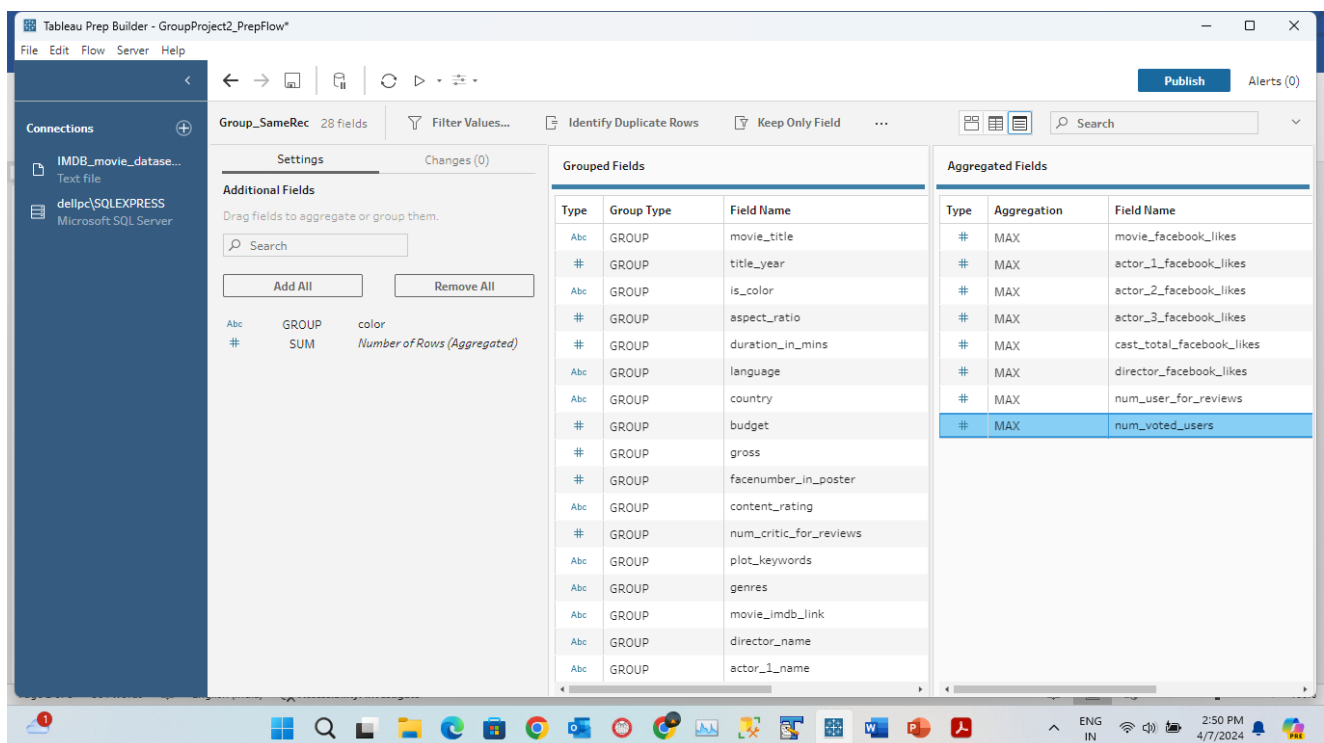 Tableau Prep Builder - GroupProject2_PrepFlow*
File Edit Flow Server Help
Publish
Alerts (0)
Connections
IMDB_movie_datase...
Text file
dellpc\SQLEXPRESS
Microsoft SQL Server
Group_SameRec 28 fields
Filter Values...
Identify Duplicate Rows
Keep Only Field
...
Search
Settings
Changes (0)
Additional Fields
Drag fields to aggregate or group them.
Search
Add All
Remove All
Abc GROUP color
# SUM Number of Rows (Aggregated)
Grouped Fields
Type Group Type Field Name
Abc GROUP movie_title
# GROUP title_year
Abc GROUP is_color
# GROUP aspect_ratio
# GROUP duration_in_mins
Abc GROUP language
Abc GROUP country
# GROUP budget
# GROUP gross
# GROUP facenumber_in_poster
Abc GROUP content_rating
# GROUP num_critic_for_reviews
Abc GROUP plot_keywords
Abc GROUP genres
Abc GROUP movie_imdb_link
Abc GROUP director_name
Abc GROUP actor_1_name
Aggregated Fields
Type Aggregation Field Name
# MAX movie_facebook_likes
# MAX actor_1_facebook_likes
# MAX actor_2_facebook_likes
# MAX actor_3_facebook_likes
# MAX cast_total_facebook_likes
# MAX director_facebook_likes
# MAX num_user_for_reviews
# MAX num_voted_users
1
ENG
IN
2:50 PM
4/7/2024
PRE